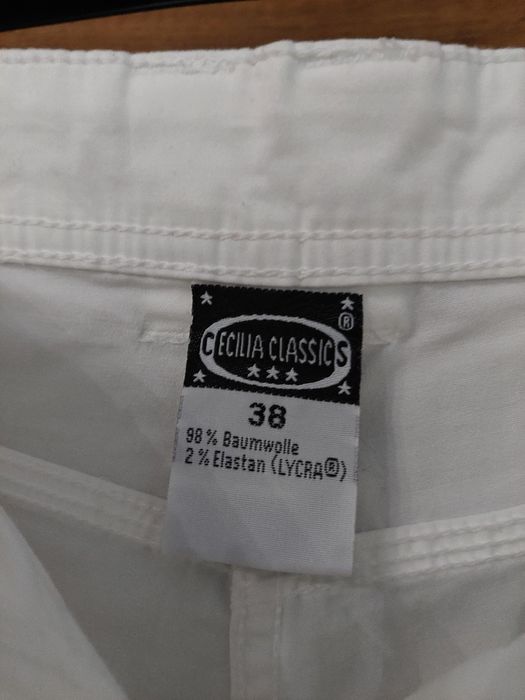 CECILIA CLASSICS®
38
98% Baumwolle
2% Elastan (LYCRA®)